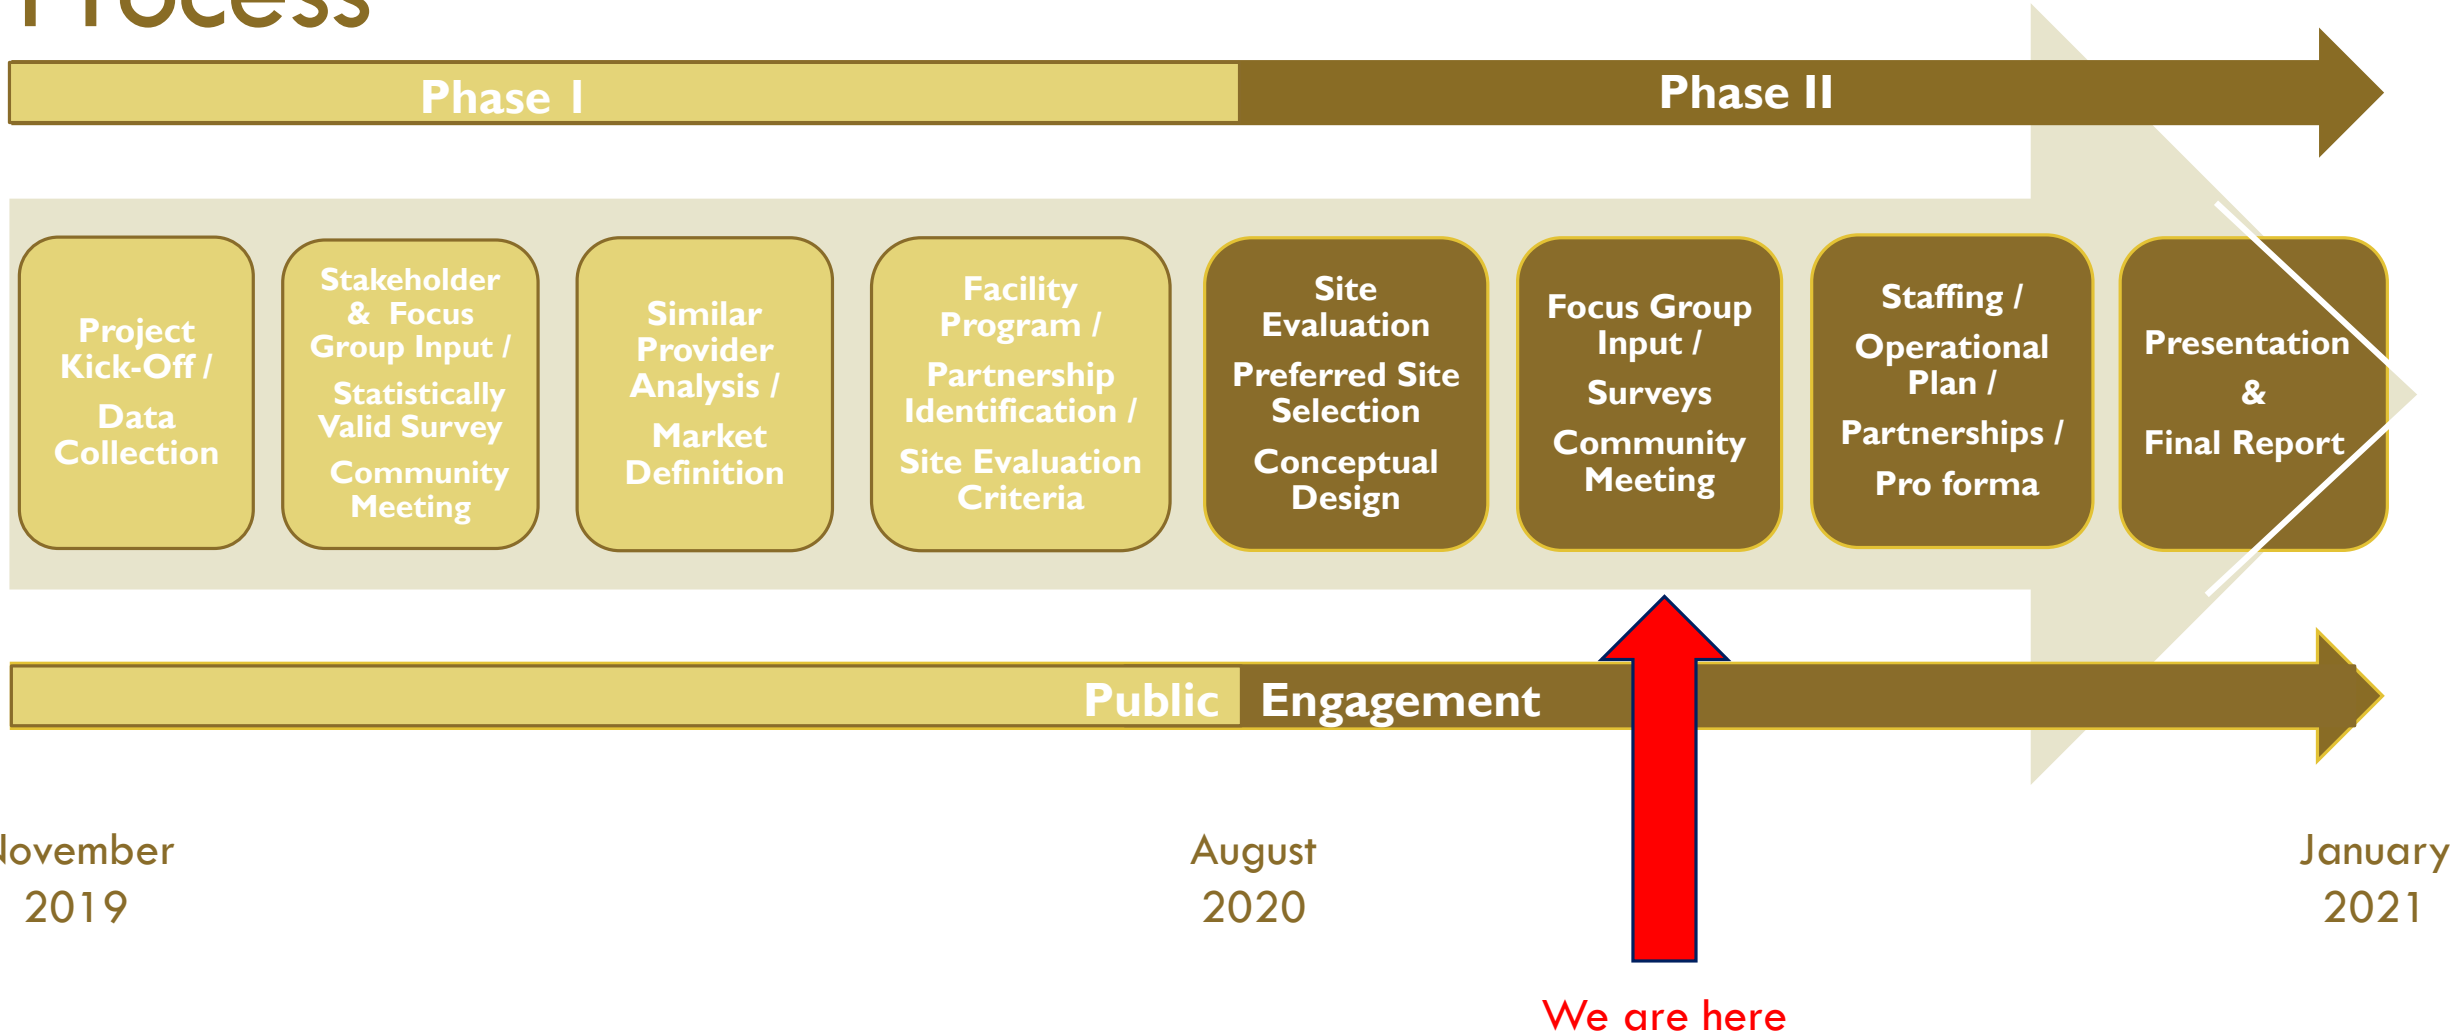 Process
Phase I
Phase II
Project
Kick-Off /
Data
Collection
Stakeholder
& Focus
Group Input /
Statistically
Valid Survey
Community
Meeting
Similar
Provider
Analysis /
Market
Definition
Facility
Program /
Partnership
Identification /
Site Evaluation
Criteria
Site
Evaluation
Preferred Site
Selection
Conceptual
Design
Focus Group
Input /
Surveys
Community
Meeting
Staffing /
Operational
Plan /
Partnerships /
Pro forma
Presentation
&
Final Report
Public Engagement
November
2019
August
2020
January
2021
We are here